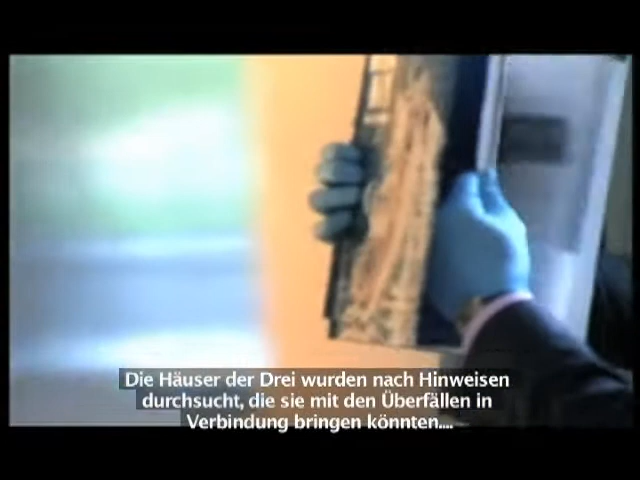 Die Häuser der Drei wurden nach Hinweisen
durchsucht, die sie mit den Überfällen in
Verbindung bringen könnten....